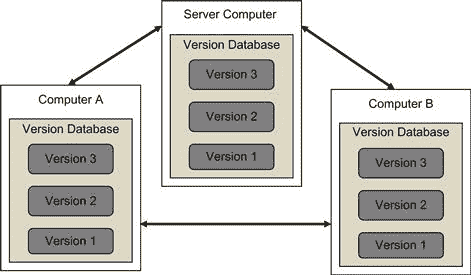 Server Computer
Version Database
Version 3
Version 2
Version 1
Computer A
Version Database
Version 3
Version 2
Version 1
Computer B
Version Database
Version 3
Version 2
Version 1